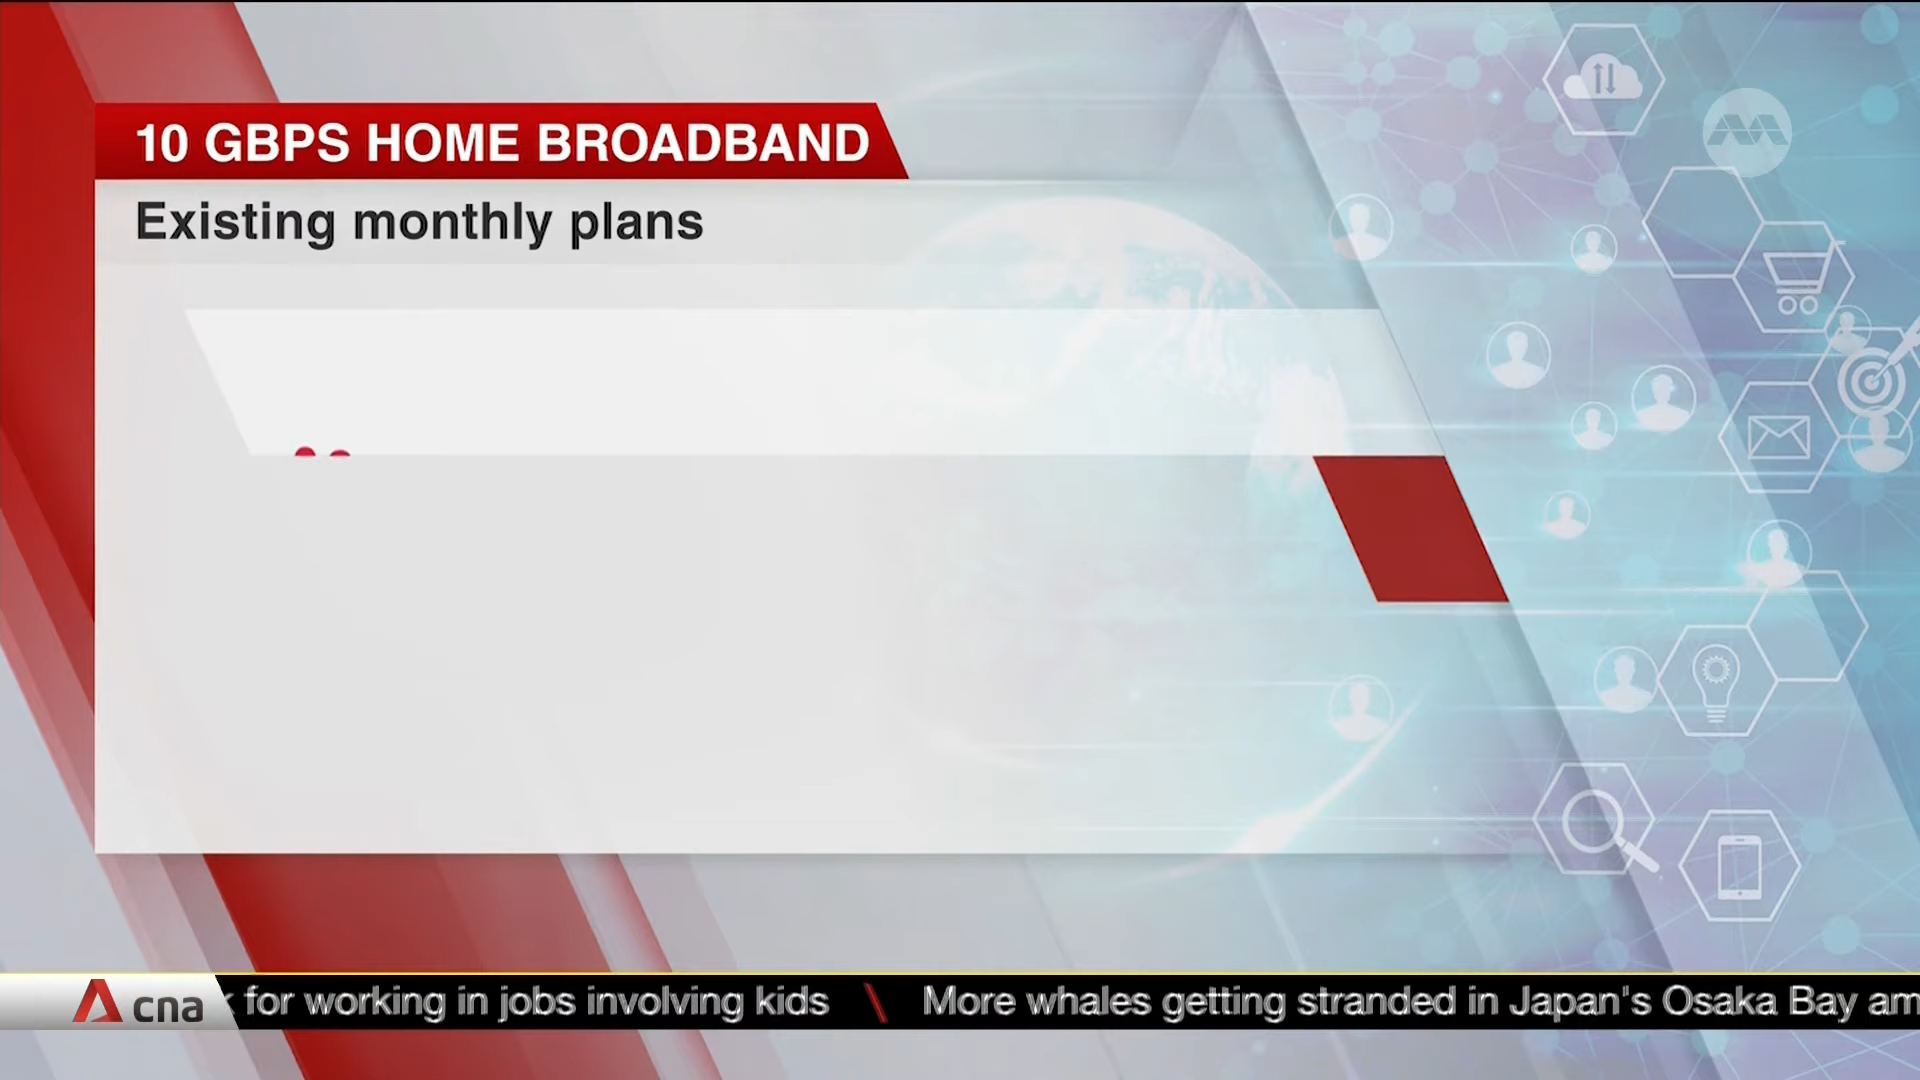 10 GBPS HOME BROADBAND
Existing monthly plans
cna
for working in jobs involving kids \ More whales getting stranded in Japan's Osaka Bay am